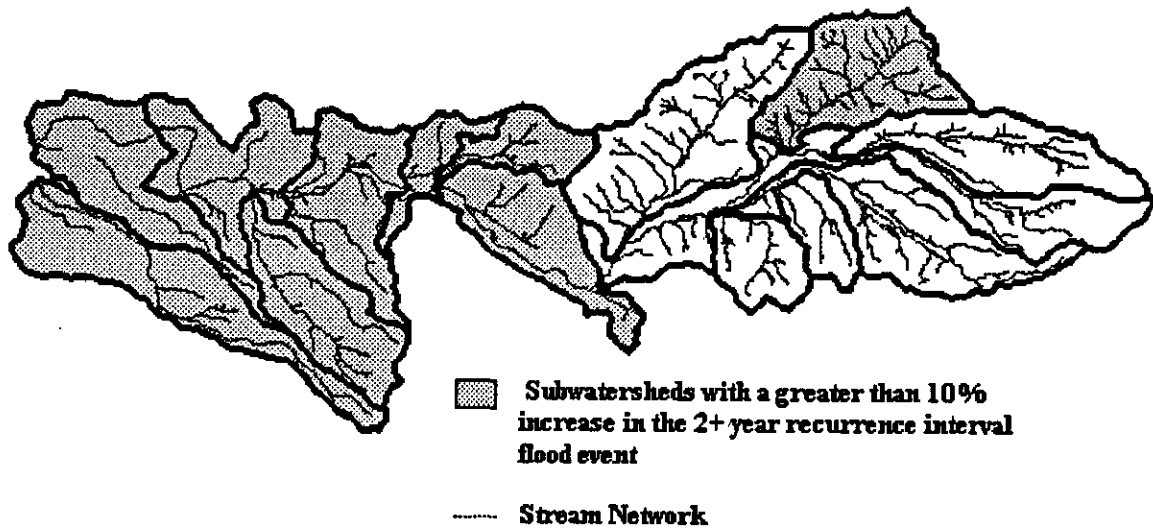 Subwatersheds with a greater than 10%
increase in the 2+ year recurrence interval
flood event
Stream Network